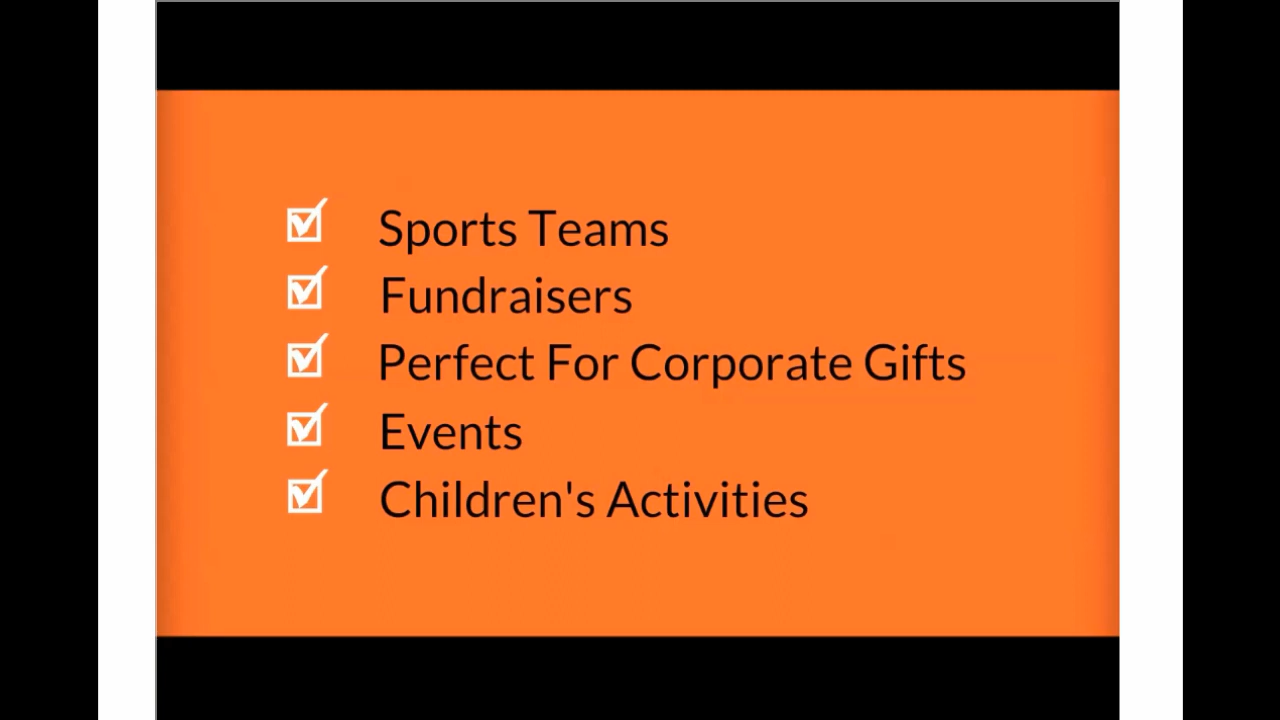 Sports Teams
Fundraisers
Perfect For Corporate Gifts
Events
Children's Activities